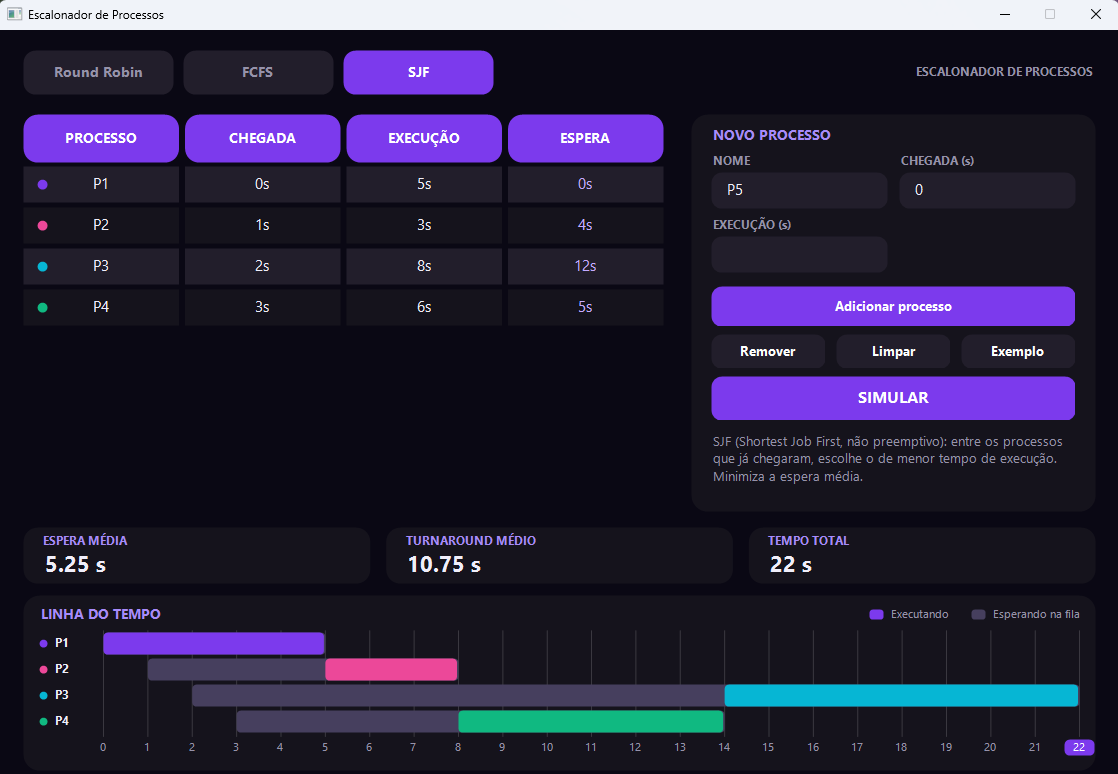 Escalonador de Processos
Round Robin FCFS SJF ESCALONADOR DE PROCESSOS
PROCESSO CHEGADA EXECUÇÃO ESPERA
P1 0s 5s 0s
P2 1s 3s 4s
P3 2s 8s 12s
P4 3s 6s 5s
NOVO PROCESSO
NOME CHEGADA (s)
P5 0
EXECUÇÃO (s)
Adicionar processo
Remover Limpar Exemplo
SIMULAR
SJF (Shortest Job First, não preemptivo): entre os processos
que já chegaram, escolhe o de menor tempo de execução.
Minimiza a espera média.
ESPERA MÉDIA TURNAROUND MÉDIO TEMPO TOTAL
5.25 s 10.75 s 22 s
LINHA DO TEMPO Executando Esperando na fila
P1
P2
P3
P4
0 1 2 3 4 5 6 7 8 9 10 11 12 13 14 15 16 17 18 19 20 21 22